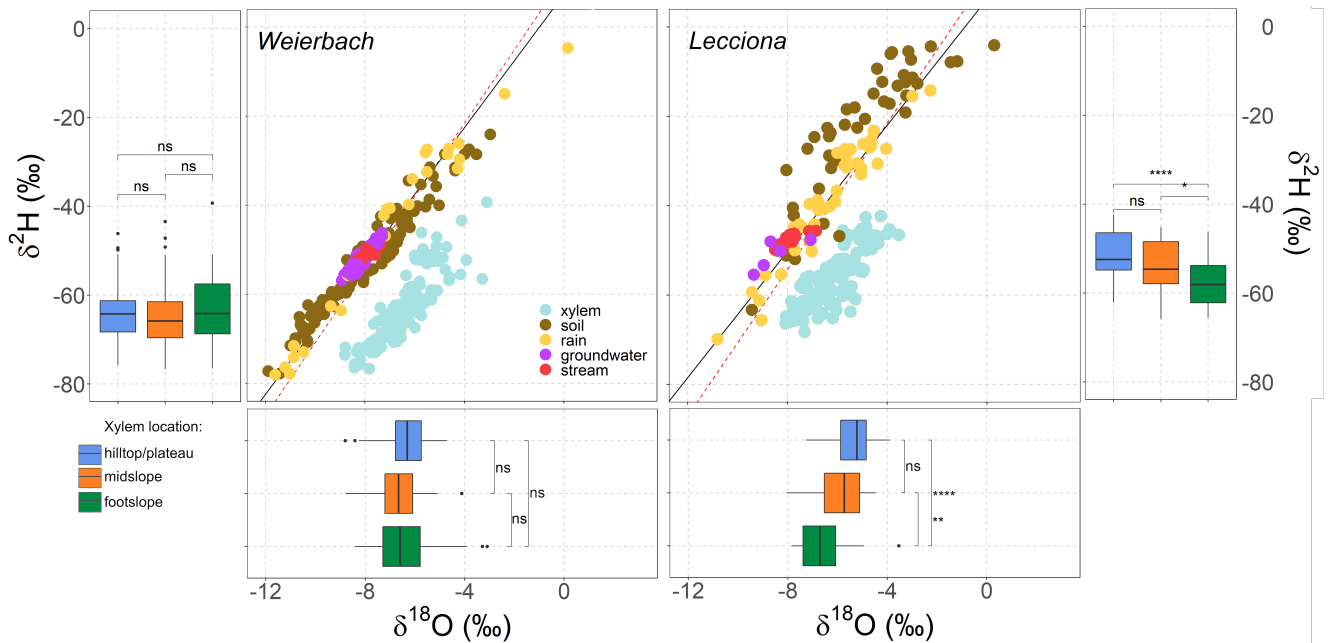 Weierbach
Lecciona
0
-20
-40
-60
-80
δ²H (‰)
ns
ns
ns
xylem
soil
rain
groundwater
stream
0
-20
-40
-60
-80
δ²H (‰)
****
*
ns
Xylem location:
hilltop/plateau
midslope
footslope
ns
ns
ns
-12
-8
-4
0
δ¹⁸O (‰)
ns
****
**
-12
-8
-4
0
δ¹⁸O (‰)